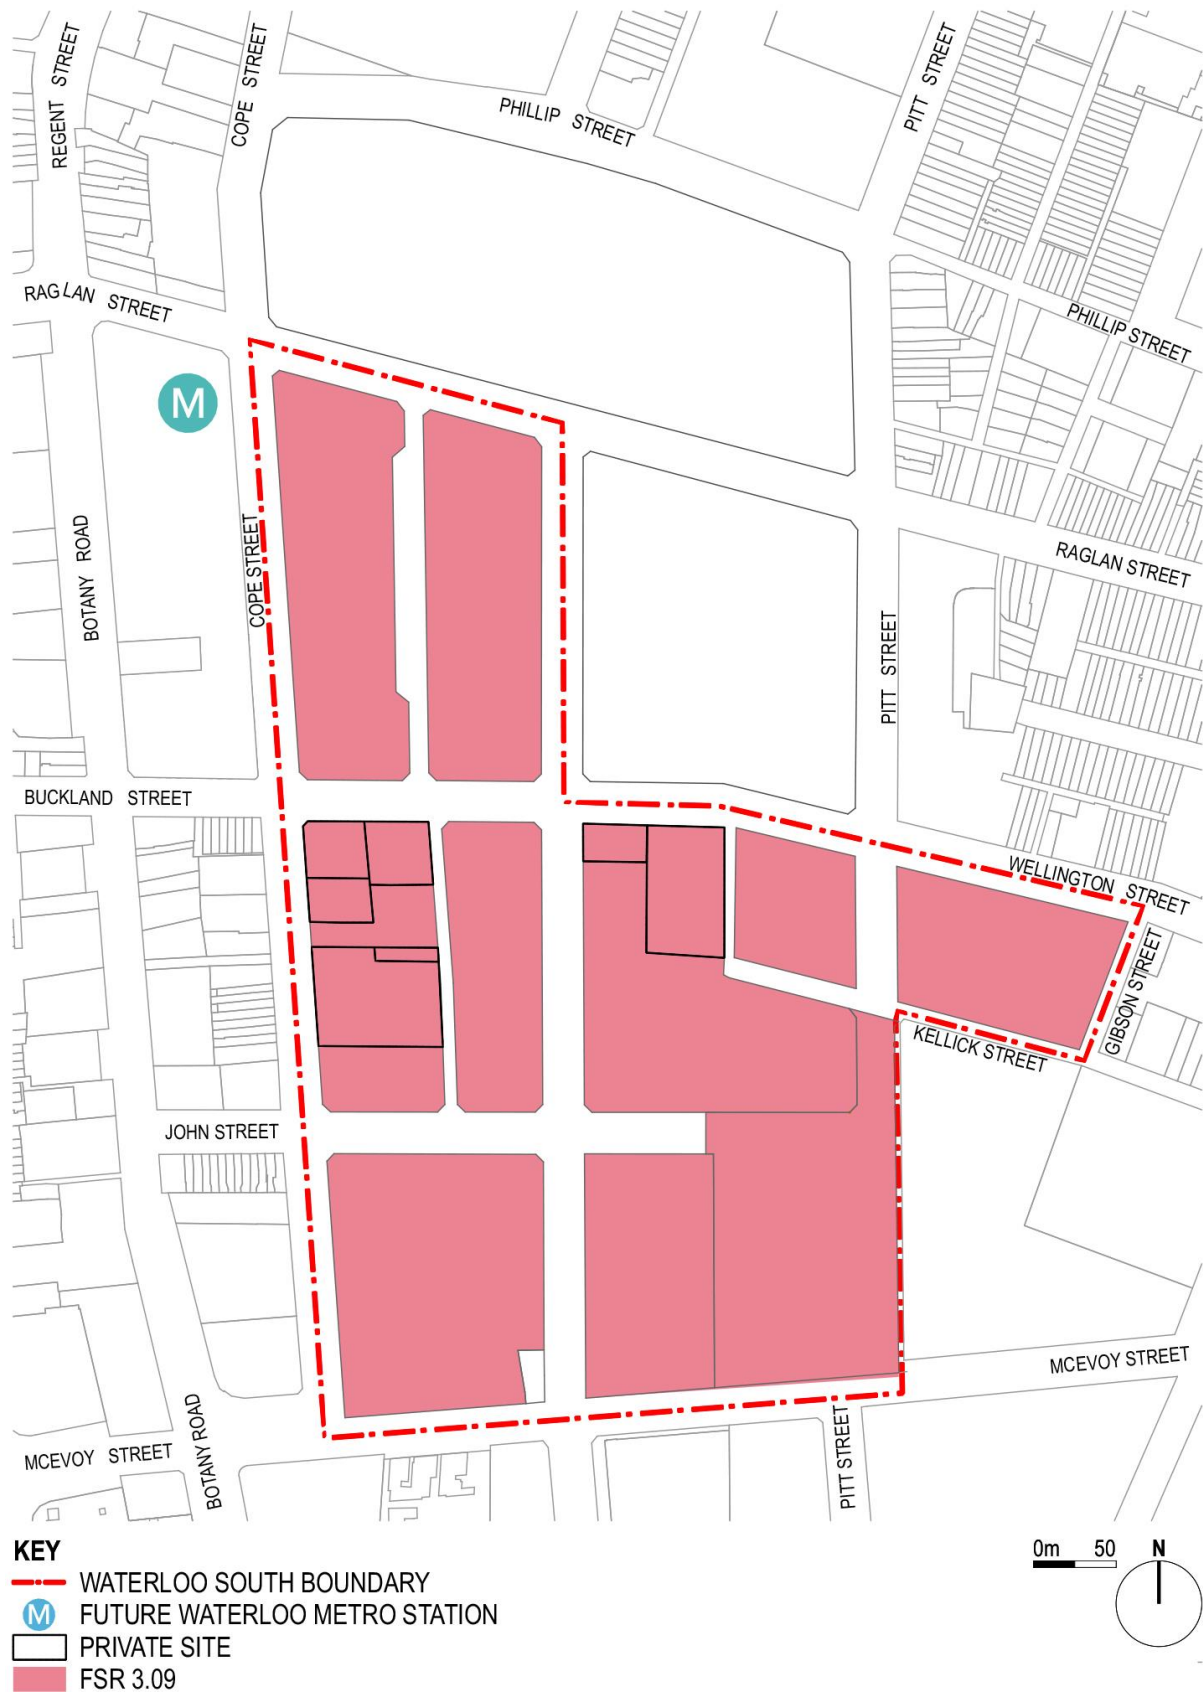 REGENT STREET
COPE STREET
PHILLIP STREET
PITT STREET
RAGLAN STREET
PHILLIP STREET
M
BOTANY ROAD
COPE STREET
RAGLAN STREET
PITT STREET
BUCKLAND STREET
WELLINGTON STREET
GIBSON STREET
KELLICK STREET
JOHN STREET
MCEVOY STREET
MCEVOY STREET
BOTANY ROAD
PITT STREET
KEY
WATERLOO SOUTH BOUNDARY
M FUTURE WATERLOO METRO STATION
PRIVATE SITE
FSR 3.09
0m 50
N